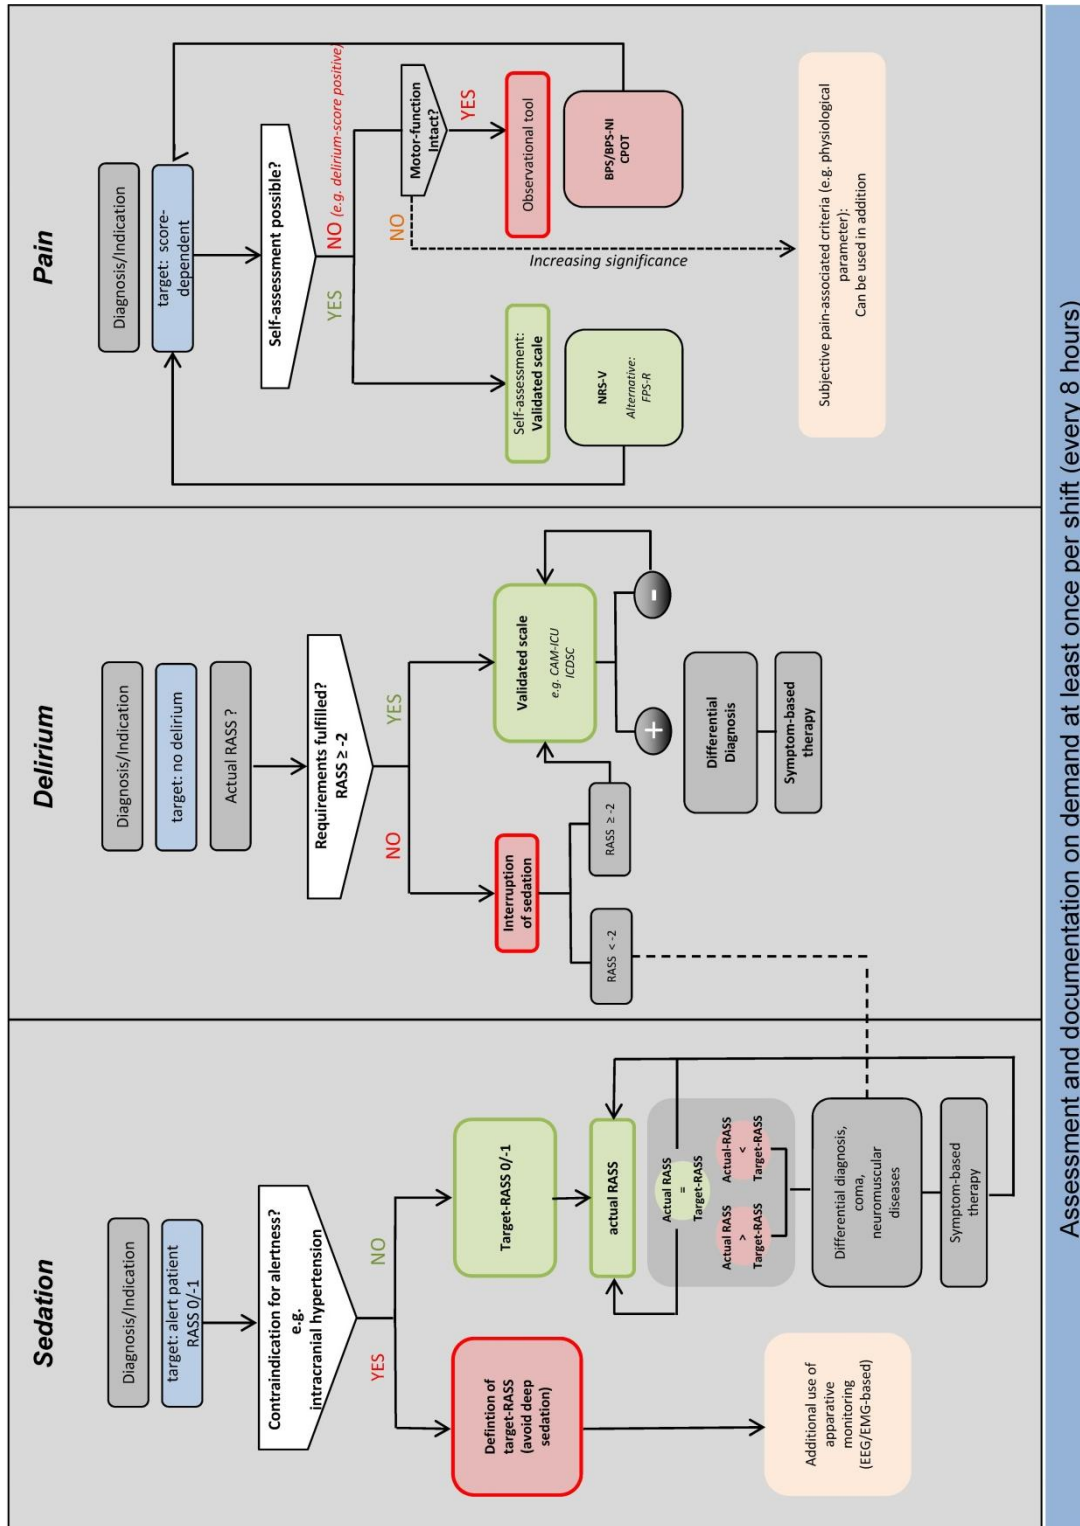 Sedation
Diagnosis/Indication
target: alert patient
RASS 0/-1
Contraindication for alertness?
e.g.
intracranial hypertension
YES
NO
Defintion of
target-RASS
(avoid deep
sedation)
Target-RASS 0/-1
actual RASS
Actual RASS
=
Target-RASS
Actual RASS
>
Target-RASS
Actual-RASS
<
Target-RASS
Additional use of
apparative
monitoring
(EEG/EMG-based)
Differential diagnosis,
coma,
neuromuscular
diseases
Symptom-based
therapy
Delirium
Diagnosis/Indication
target: no delirium
Actual RASS ?
Requirements fulfilled?
RASS ≥ -2
NO
YES
Interruption
of sedation
RASS < -2
RASS ≥ -2
Validated scale
e.g. CAM-ICU
ICDSC
+
-
Differential
Diagnosis
Symptom-based
therapy
Pain
Diagnosis/Indication
target: score-
dependent
Self-assessment possible?
YES
NO (e.g. delirium-score positive)
Motor-function
Intact?
NO
YES
Self-assessment:
Validated scale
NRS-V
Alternative:
FPS-R
Increasing significance
Observational tool
BPS/BPS-NI
CPOT
Subjective pain-associated criteria (e.g. physiological
parameter):
Can be used in addition
Assessment and documentation on demand at least once per shift (every 8 hours)